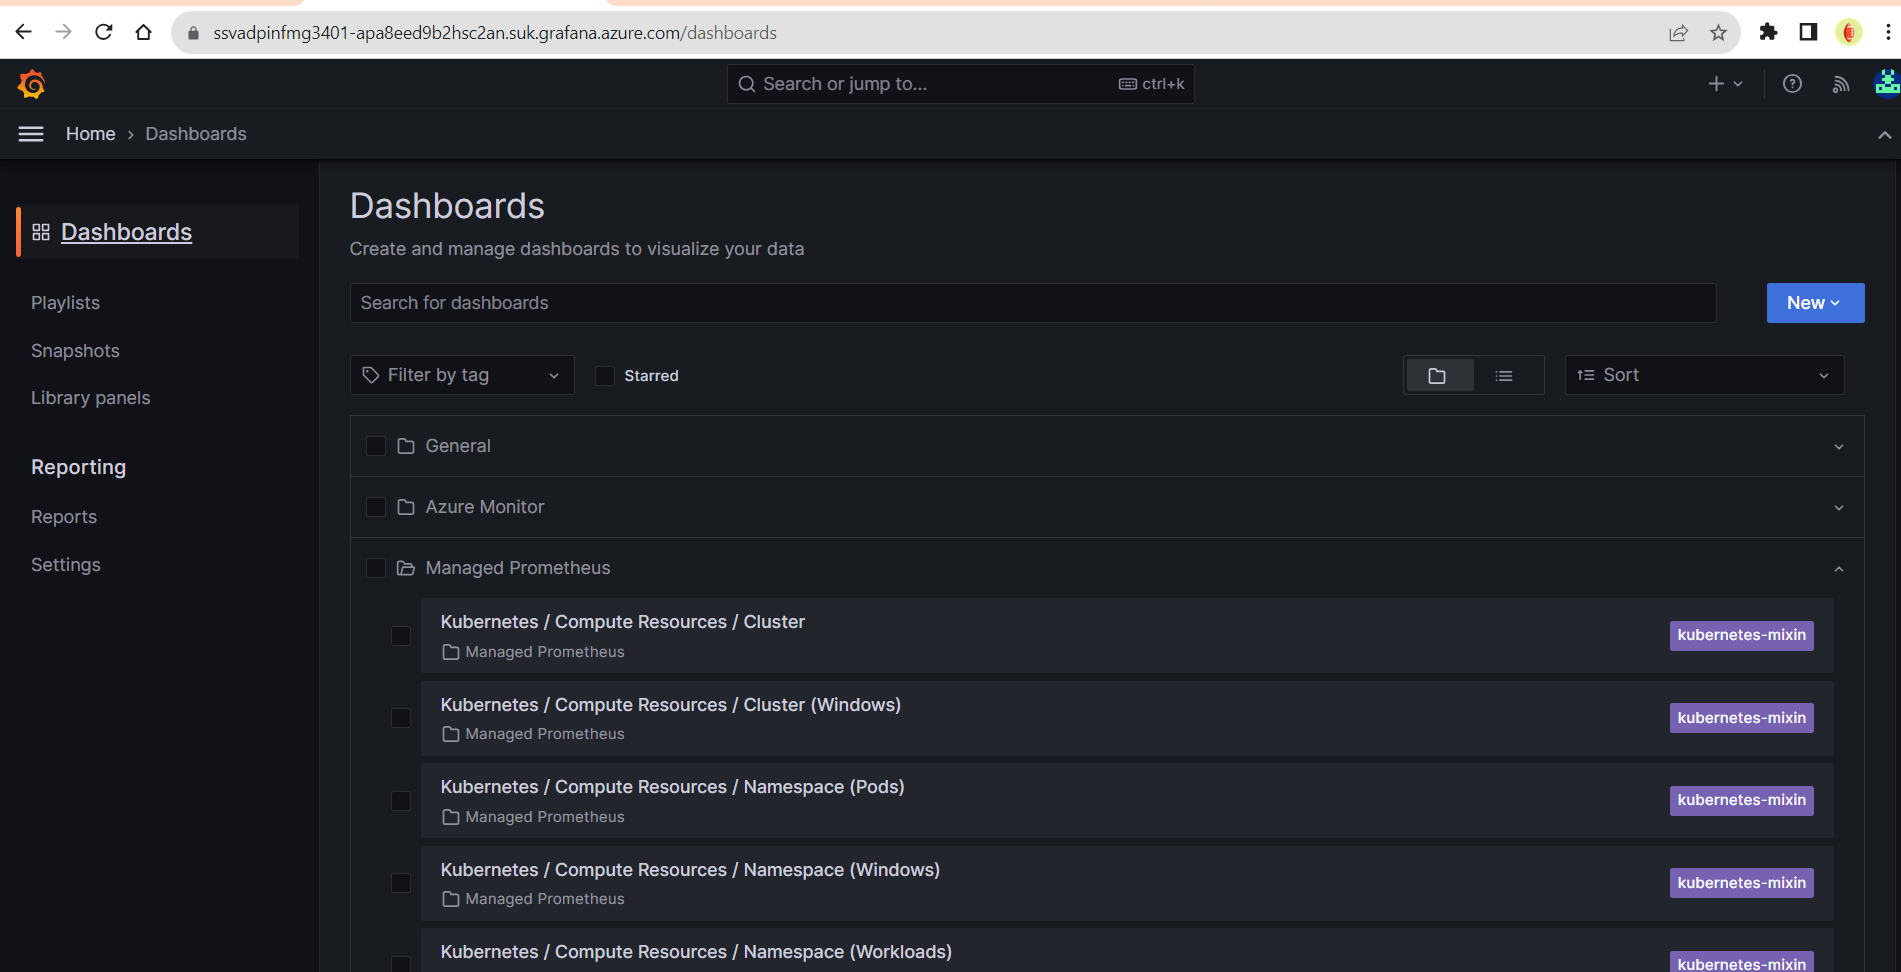 ssvadpinfmg3401-apa8eed9b2hsc2an.suk.grafana.azure.com/dashboards
Search or jump to... ctrl+k
Home › Dashboards
Dashboards
Playlists
Snapshots
Library panels
Reporting
Reports
Settings
Dashboards
Create and manage dashboards to visualize your data
Search for dashboards
New
Filter by tag
Starred
Sort
General
Azure Monitor
Managed Prometheus
Kubernetes / Compute Resources / Cluster
Managed Prometheus
kubernetes-mixin
Kubernetes / Compute Resources / Cluster (Windows)
Managed Prometheus
kubernetes-mixin
Kubernetes / Compute Resources / Namespace (Pods)
Managed Prometheus
kubernetes-mixin
Kubernetes / Compute Resources / Namespace (Windows)
Managed Prometheus
kubernetes-mixin
Kubernetes / Compute Resources / Namespace (Workloads)
kubernetes-mixin